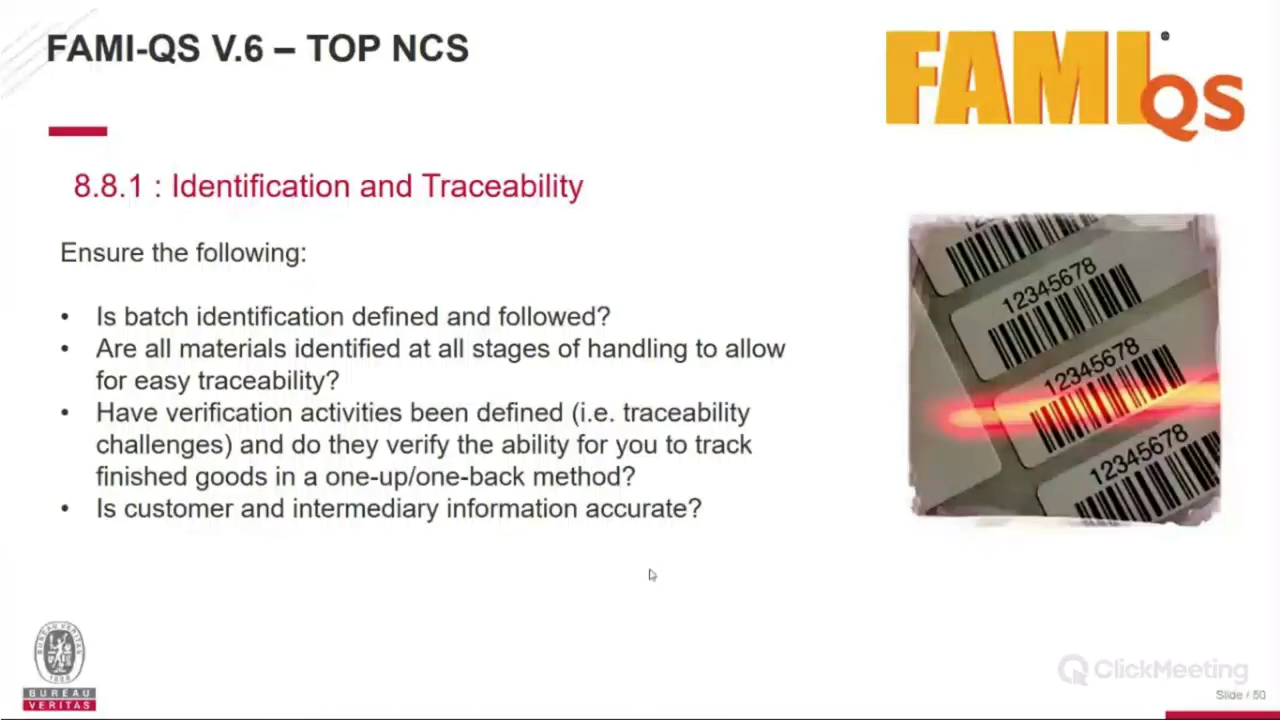 FAMI-QS V.6 – TOP NCS
FAMI QS
8.8.1 : Identification and Traceability
Ensure the following:
• Is batch identification defined and followed?
• Are all materials identified at all stages of handling to allow
for easy traceability?
• Have verification activities been defined (i.e. traceability
challenges) and do they verify the ability for you to track
finished goods in a one-up/one-back method?
• Is customer and intermediary information accurate?
12345678
12345678
12345678
BUREAU VERITAS
1828
BUREAU
VERITAS
ClickMeeting
Slide / 50